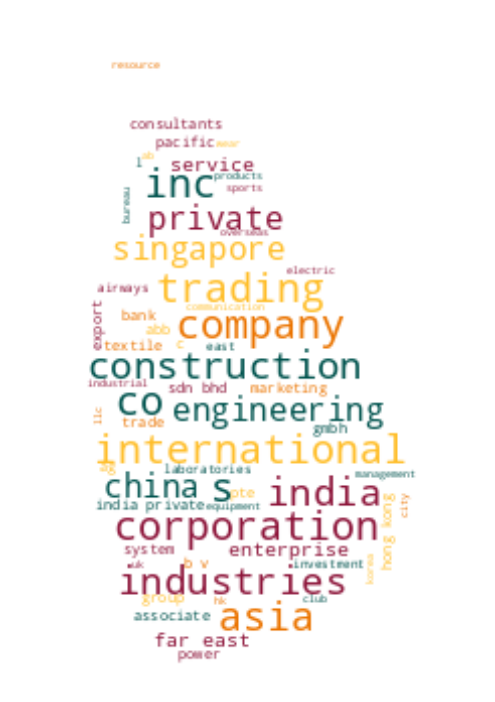 resource
consultants
pacific wear
l ab
service
inc products
bureau sports
private
overseas
singapore
electric
airways trading
communication
export bank company
abb
textile c east
construction
industrial sdn bhd marketing
co engineering
llc trade gmbh
international
ag laboratories management
china s pte india
india private equipment city
corporation hong kong
system enterprise
uk b v investment korea
industries
group hk club
associate asia
far east
power